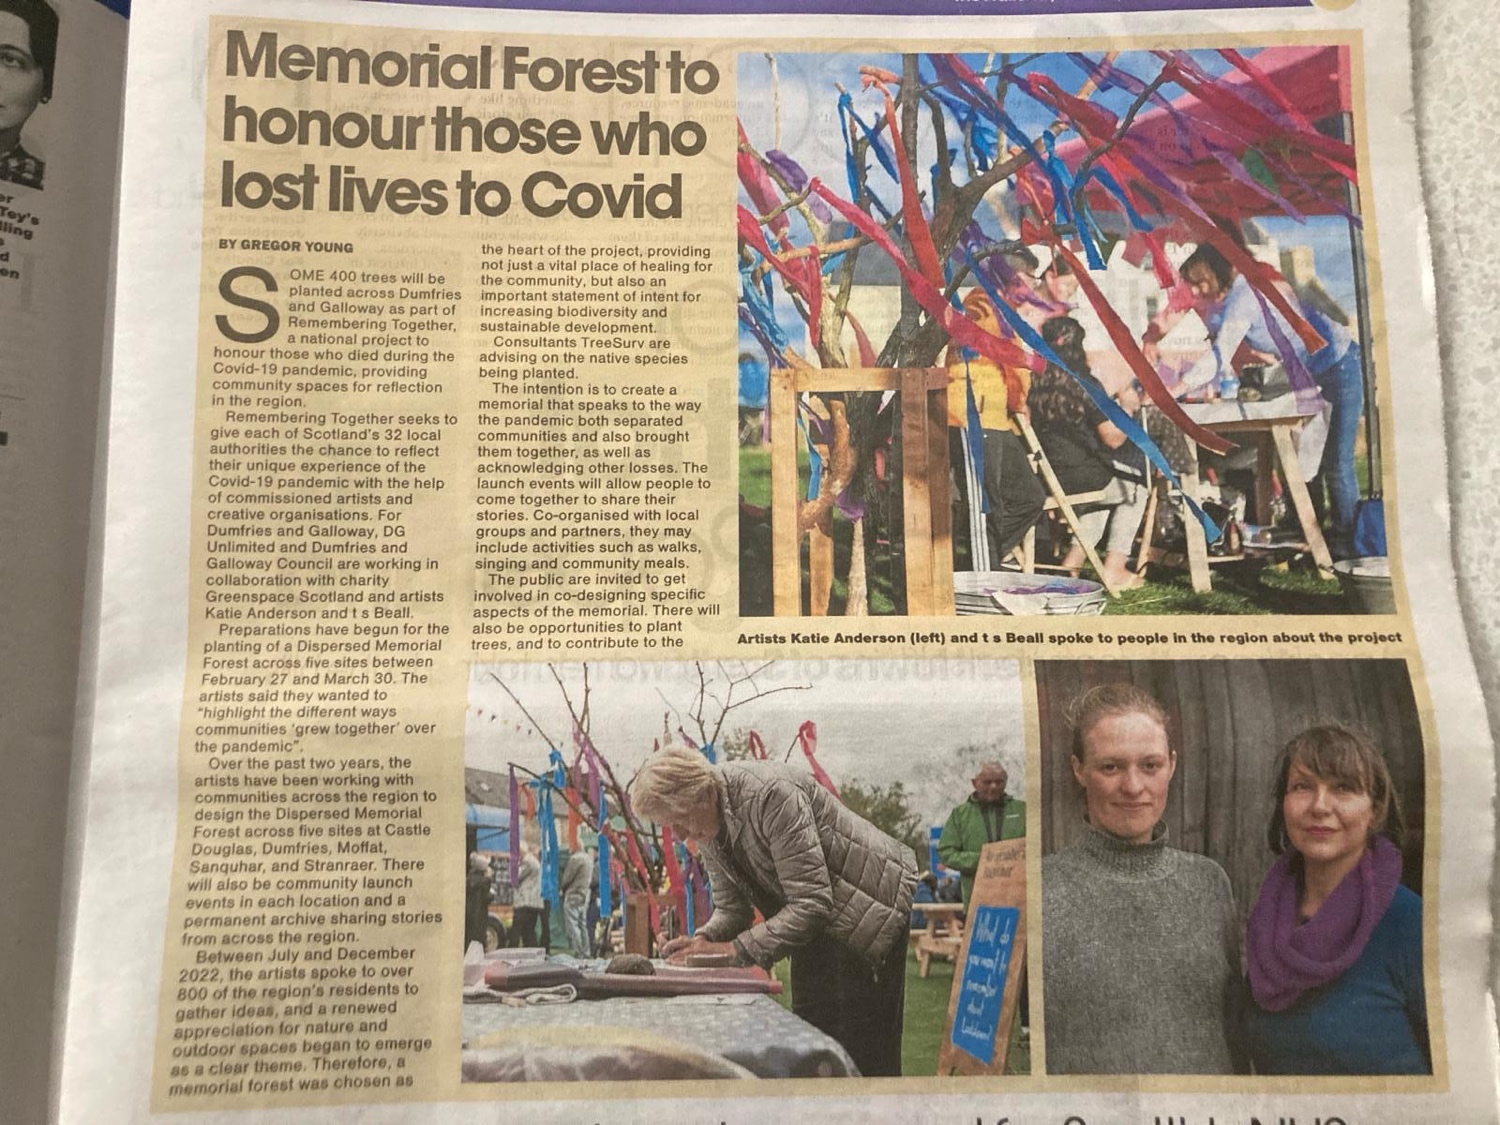 Memorial Forest to
honour those who
lost lives to Covid
BY GREGOR YOUNG
SOME 400 trees will be
planted across Dumfries
and Galloway as part of
Remembering Together,
a national project to
honour those who died during the
Covid-19 pandemic, providing
community spaces for reflection
in the region.
Remembering Together seeks to
give each of Scotland's 32 local
authorities the chance to reflect
their unique experience of the
Covid-19 pandemic with the help
of commissioned artists and
creative organisations. For
Dumfries and Galloway, DG
Unlimited and Dumfries and
Galloway Council are working in
collaboration with charity
Greenspace Scotland and artists
Katie Anderson and t s Beall.
Preparations have begun for the
planting of a Dispersed Memorial
Forest across five sites between
February 27 and March 30. The
artists said they wanted to
"highlight the different ways
communities 'grew together' over
the pandemic".
Over the past two years, the
artists have been working with
communities across the region to
design the Dispersed Memorial
Forest across five sites at Castle
Douglas, Dumfries, Moffat,
Sanquhar, and Stranraer. There
will also be community launch
events in each location and a
permanent archive sharing stories
from across the region.
Between July and December
2022, the artists spoke to over
800 of the region's residents to
gather ideas, and a renewed
appreciation for nature and
outdoor spaces began to emerge
as a clear theme. Therefore, a
memorial forest was chosen as
the heart of the project, providing
not just a vital place of healing for
the community, but also an
important statement of intent for
increasing biodiversity and
sustainable development.
Consultants TreeSurv are
advising on the native species
being planted.
The intention is to create a
memorial that speaks to the way
the pandemic both separated
communities and also brought
them together, as well as
acknowledging other losses. The
launch events will allow people to
come together to share their
stories. Co-organised with local
groups and partners, they may
include activities such as walks,
singing and community meals.
The public are invited to get
involved in co-designing specific
aspects of the memorial. There will
also be opportunities to plant
trees, and to contribute to the
Artists Katie Anderson (left) and t s Beall spoke to people in the region about the project
What do
you want to
remember
about
Lockdown?
er
Tey's
lling
s
d
en